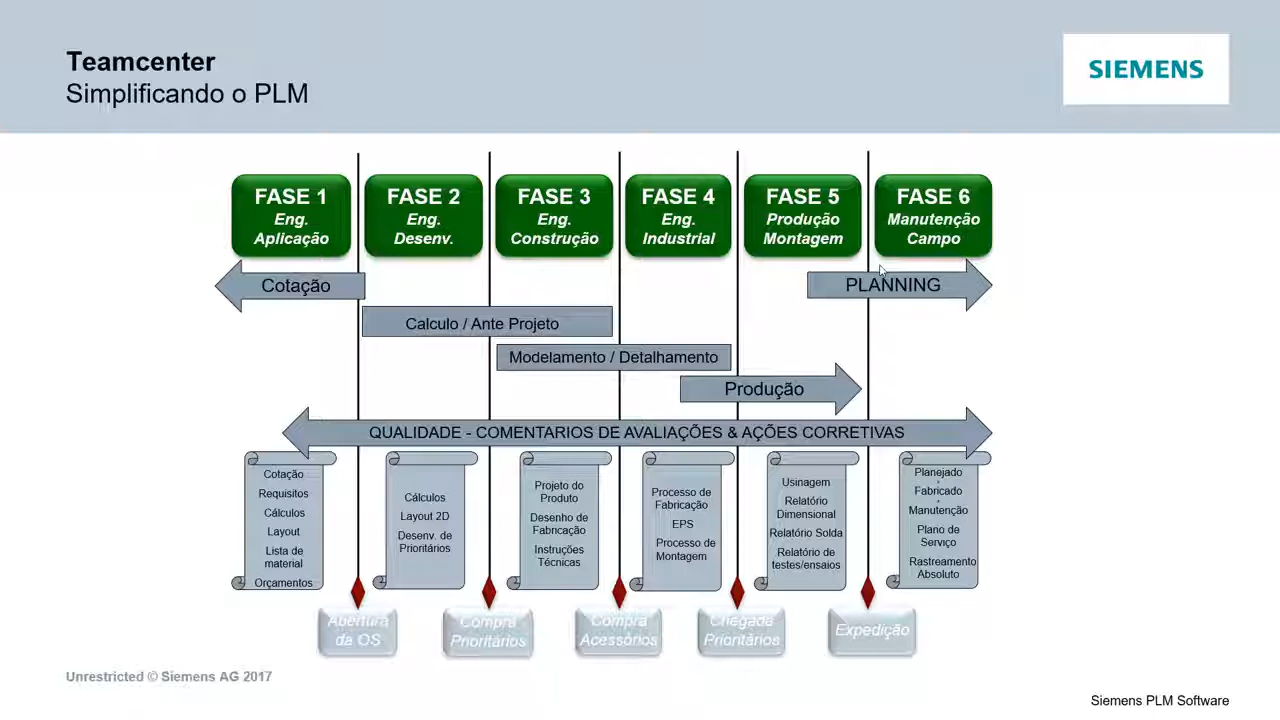 Teamcenter
Simplificando o PLM
SIEMENS
FASE 1
Eng.
Aplicação
FASE 2
Eng.
Desenv.
FASE 3
Eng.
Construção
FASE 4
Eng.
Industrial
FASE 5
Produção
Montagem
FASE 6
Manutenção
Campo
Cotação
PLANNING
Calculo / Ante Projeto
Modelamento / Detalhamento
Produção
QUALIDADE - COMENTARIOS DE AVALIAÇÕES & AÇÕES CORRETIVAS
Cotação
Requisitos
Cálculos
Layout
Lista de
material
Orçamentos
Cálculos
Layout 2D
Desenv. de
Prioritários
Projeto do
Produto
Desenho de
Fabricação
Instruções
Técnicas
Processo de
Fabricação
EPS
Processo de
Montagem
Usinagem
Relatório
Dimensional
Relatório Solda
Relatório de
testes/ensaios
Planejado
Fabricado
Manutenção
Plano de
Serviço
Rastreamento
Absoluto
Abertura
da OS
Compra
Prioritários
Compra
Acessórios
Chegada
Prioritários
Expedição
Unrestricted © Siemens AG 2017
Siemens PLM Software